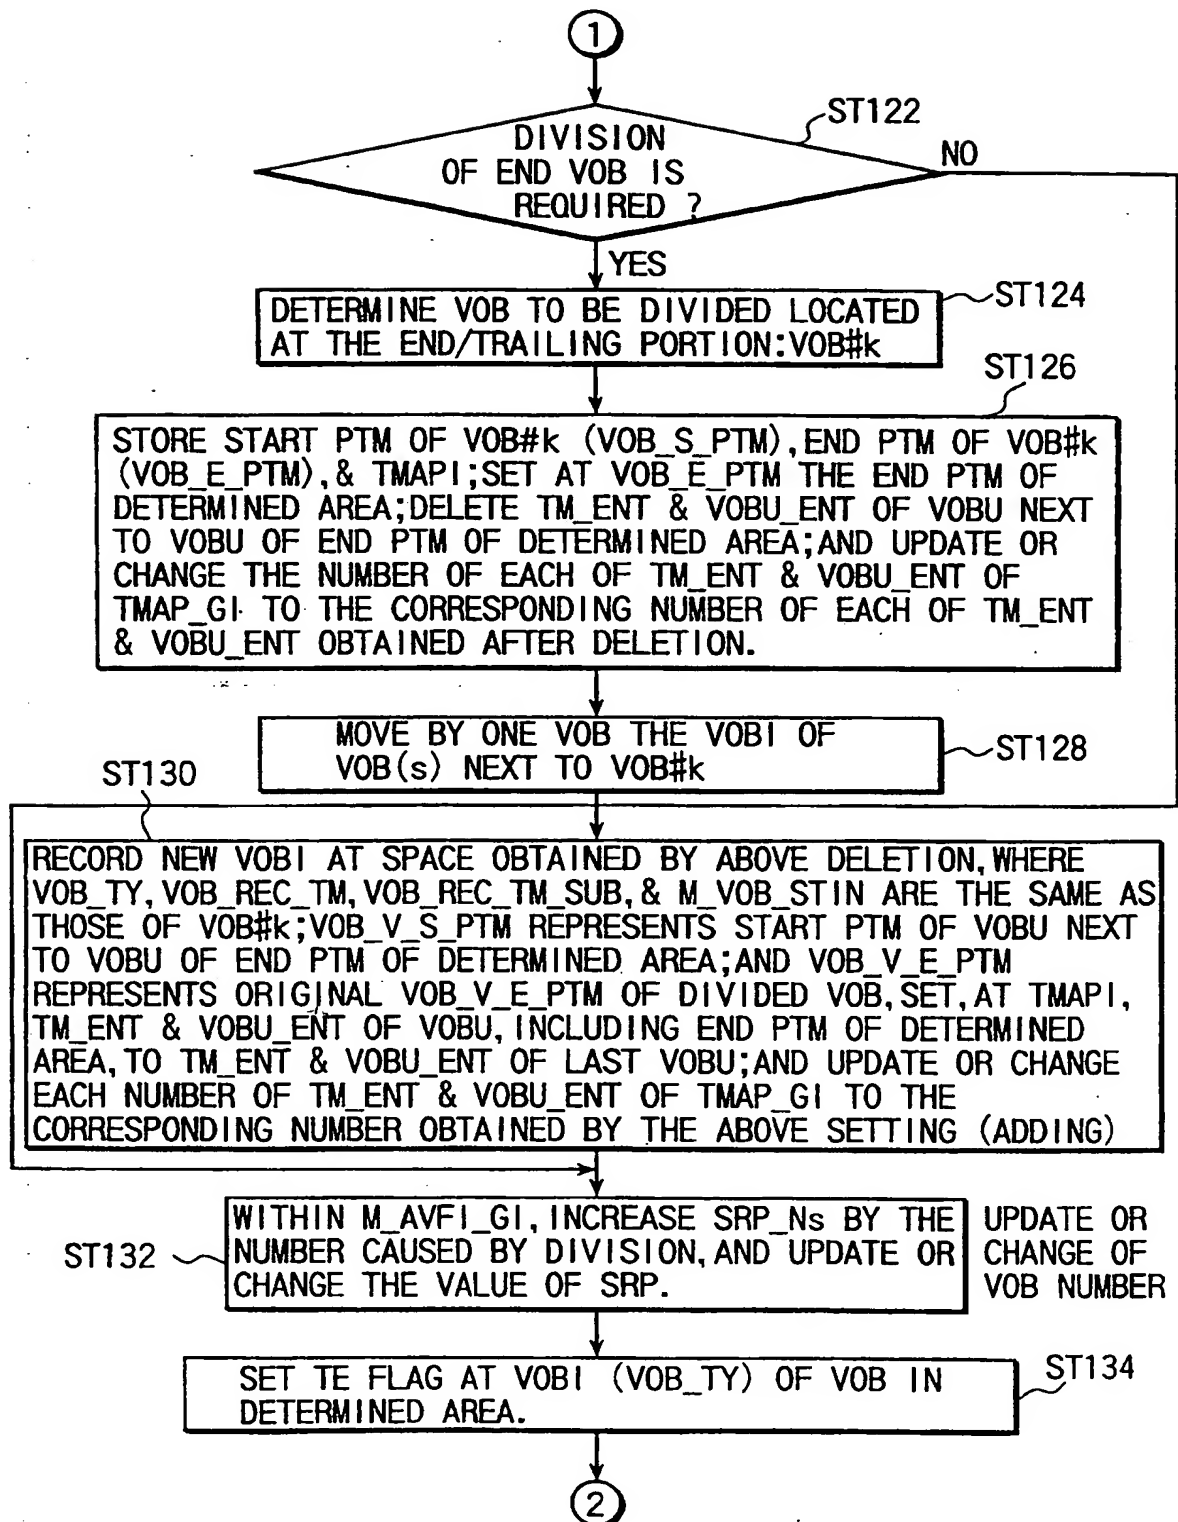 1
ST122
DIVISION
OF END VOB IS
REQUIRED ?
NO
YES
ST124
DETERMINE VOB TO BE DIVIDED LOCATED
AT THE END/TRAILING PORTION:VOB#k
ST126
STORE START PTM OF VOB#k (VOB_S_PTM),END PTM OF VOB#k
(VOB_E_PTM),& TMAPI;SET AT VOB_E_PTM THE END PTM OF
DETERMINED AREA;DELETE TM_ENT & VOBU_ENT OF VOBU NEXT
TO VOBU OF END PTM OF DETERMINED AREA;AND UPDATE OR
CHANGE THE NUMBER OF EACH OF TM_ENT & VOBU_ENT OF
TMAP_GI TO THE CORRESPONDING NUMBER OF EACH OF TM_ENT
& VOBU_ENT OBTAINED AFTER DELETION.
MOVE BY ONE VOB THE VOBI OF
VOB(s) NEXT TO VOB#k
ST128
ST130
RECORD NEW VOBI AT SPACE OBTAINED BY ABOVE DELETION,WHERE
VOB_TY,VOB_REC_TM,VOB_REC_TM_SUB,& M_VOB_STIN ARE THE SAME AS
THOSE OF VOB#k;VOB_V_S_PTM REPRESENTS START PTM OF VOBU NEXT
TO VOBU OF END PTM OF DETERMINED AREA;AND VOB_V_E_PTM
REPRESENTS ORIGINAL VOB_V_E_PTM OF DIVIDED VOB,SET,AT TMAPI,
TM_ENT & VOBU_ENT OF VOBU,INCLUDING END PTM OF DETERMINED
AREA,TO TM_ENT & VOBU_ENT OF LAST VOBU;AND UPDATE OR CHANGE
EACH NUMBER OF TM_ENT & VOBU_ENT OF TMAP_GI TO THE
CORRESPONDING NUMBER OBTAINED BY THE ABOVE SETTING (ADDING)
ST132
WITHIN M_AVFI_GI,INCREASE SRP_Ns BY THE
NUMBER CAUSED BY DIVISION,AND UPDATE OR
CHANGE THE VALUE OF SRP.
UPDATE OR
CHANGE OF
VOB NUMBER
SET TE FLAG AT VOBI (VOB_TY) OF VOB IN
DETERMINED AREA.
ST134
2